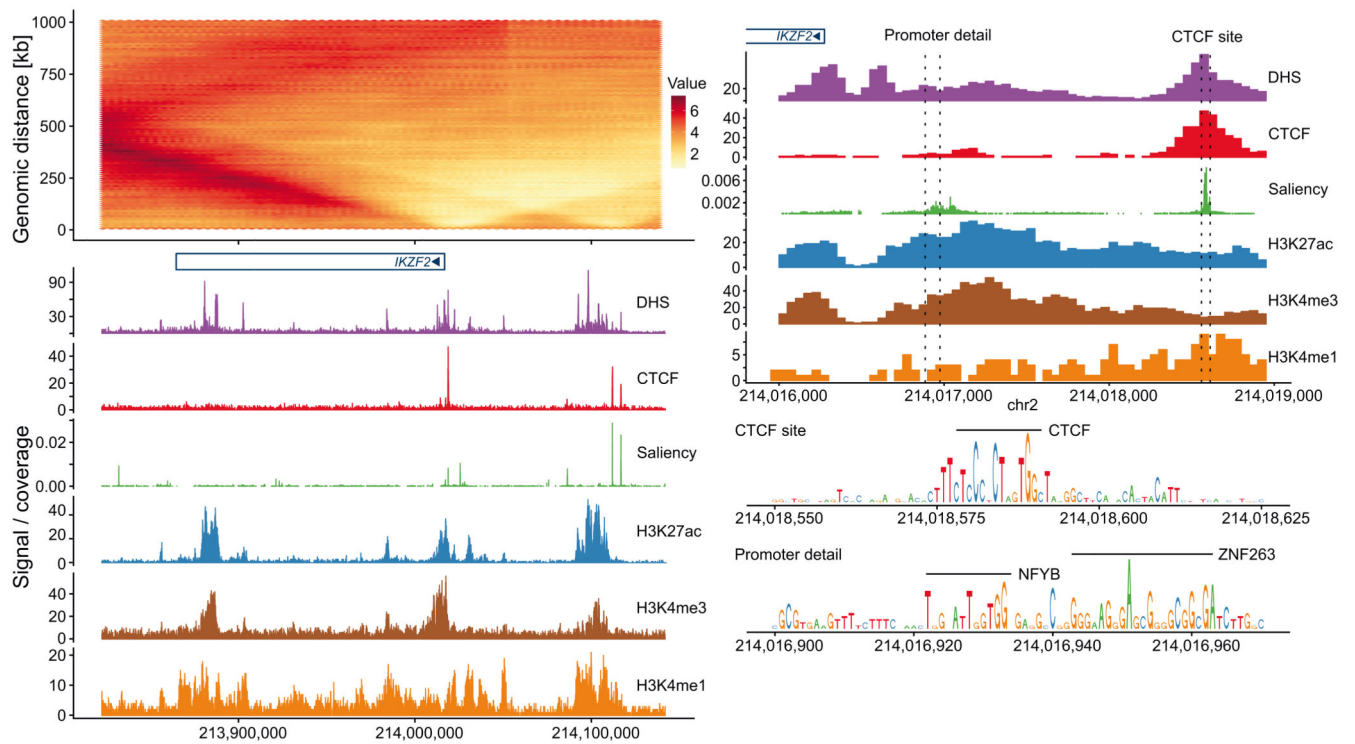 1000
750
500
250
0
Genomic distance [kb]
Value
6
4
2
IKZF2
90
30
DHS
40
20
0
CTCF
0.02
0.00
Saliency
40
20
0
H3K27ac
40
20
0
H3K4me3
20
10
0
H3K4me1
Signal / coverage
213,900,000 214,000,000 214,100,000
IKZF2 Promoter detail CTCF site
20
DHS
40
20
0
CTCF
0.006
0.002
Saliency
20
0
H3K27ac
40
20
0
H3K4me3
5
0
H3K4me1
214,016,000 214,017,000 214,018,000 214,019,000
chr2
CTCF site CTCF
214,018,550 214,018,575 214,018,600 214,018,625
Promoter detail NFYB ZNF263
214,016,900 214,016,920 214,016,940 214,016,960